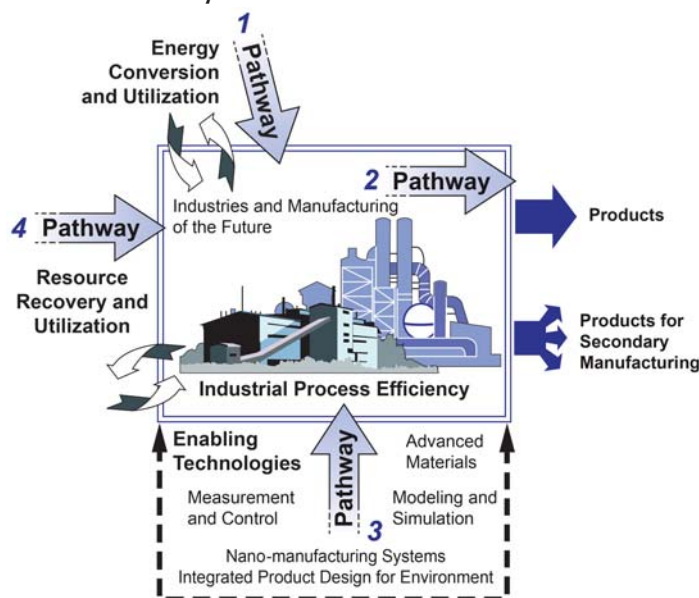 1
Pathway
Energy
Conversion
and Utilization
2 Pathway
Industries and Manufacturing
of the Future
4 Pathway
Products
Resource
Recovery and
Utilization
Products for
Secondary
Manufacturing
Industrial Process Efficiency
Enabling
Technologies
Advanced
Materials
Pathway
3
Measurement
and Control
Modeling and
Simulation
Nano-manufacturing Systems
Integrated Product Design for Environment